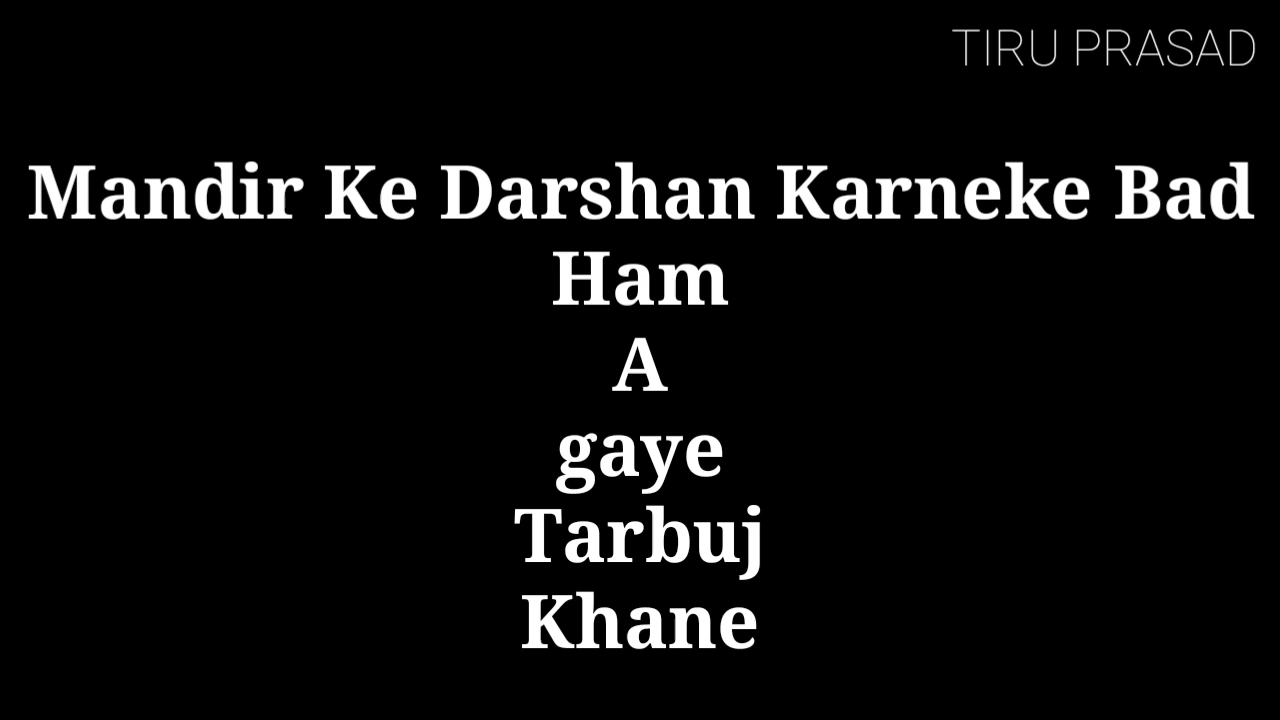 TIRU PRASAD
Mandir Ke Darshan Karneke Bad
Ham
A
gaye
Tarbuj
Khane